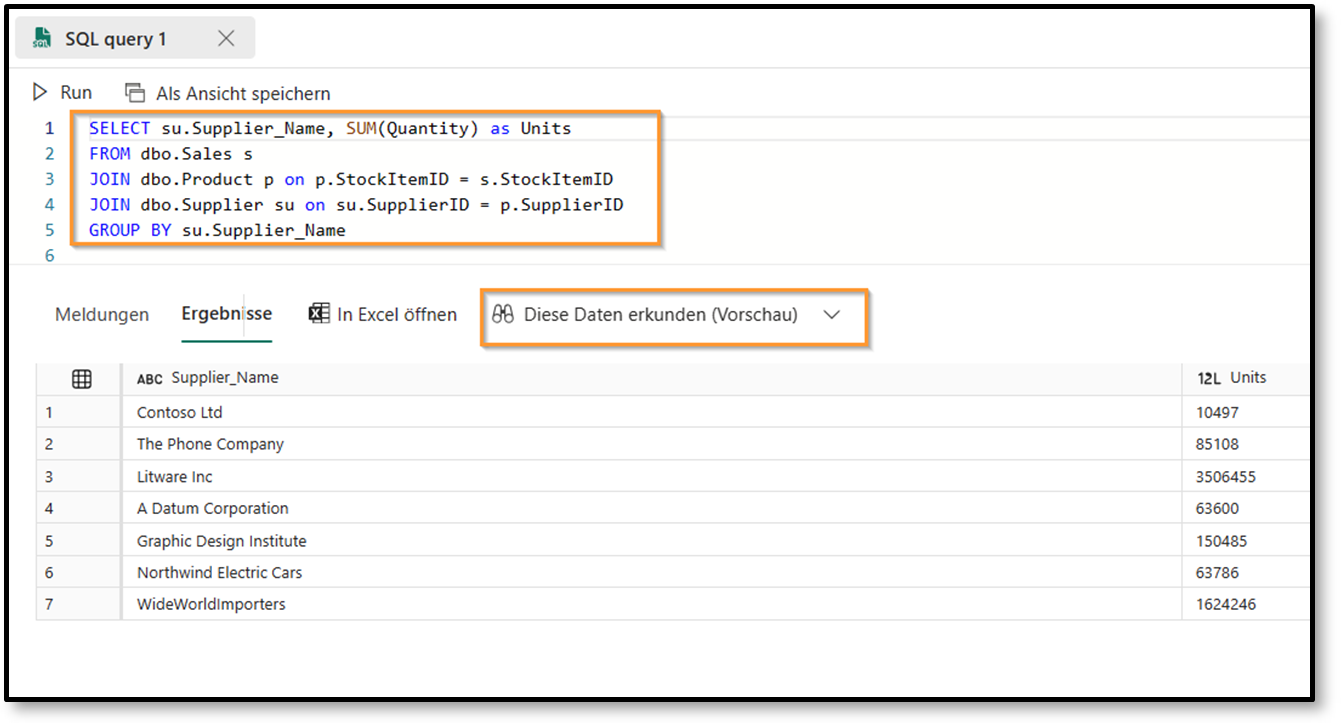 SQL query 1
Run Als Ansicht speichern
1 SELECT su.Supplier_Name, SUM(Quantity) as Units
2 FROM dbo.Sales s
3 JOIN dbo.Product p on p.StockItemID = s.StockItemID
4 JOIN dbo.Supplier su on su.SupplierID = p.SupplierID
5 GROUP BY su.Supplier_Name
6
Meldungen Ergebnisse In Excel öffnen Diese Daten erkunden (Vorschau)
ABC Supplier_Name 12L Units
1 Contoso Ltd 10497
2 The Phone Company 85108
3 Litware Inc 3506455
4 A Datum Corporation 63600
5 Graphic Design Institute 150485
6 Northwind Electric Cars 63786
7 WideWorldImporters 1624246